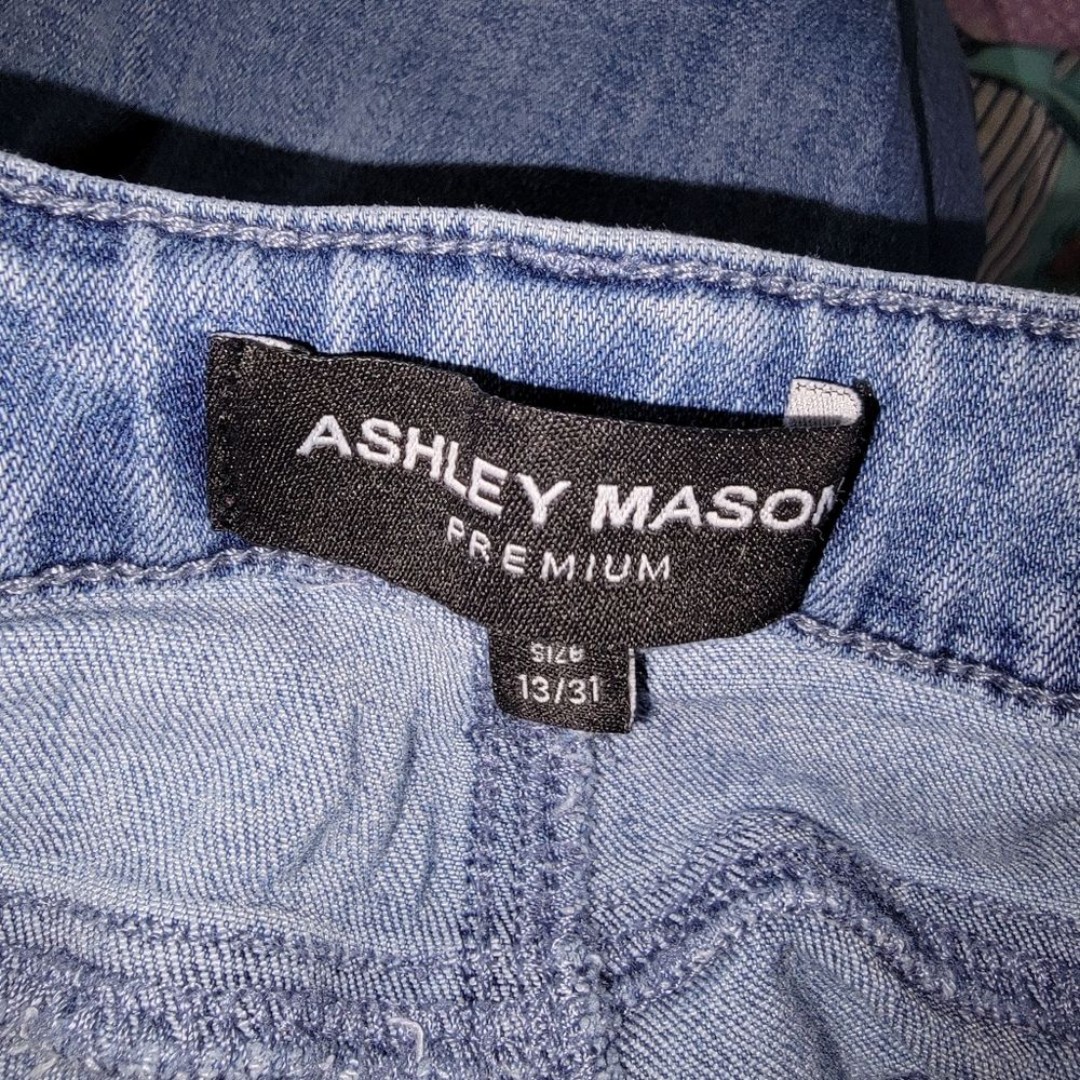 ASHLEY MASON
PREMIUM
SIZE
13/31